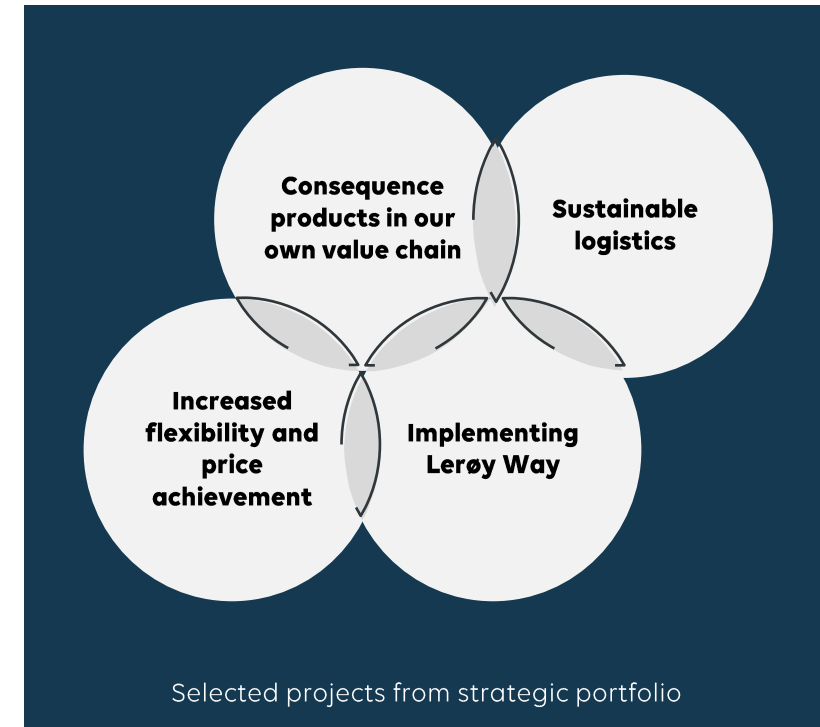 Consequence
products in our
own value chain
Sustainable
logistics
Increased
flexibility and
price
achievement
Implementing
Lerøy Way
Selected projects from strategic portfolio